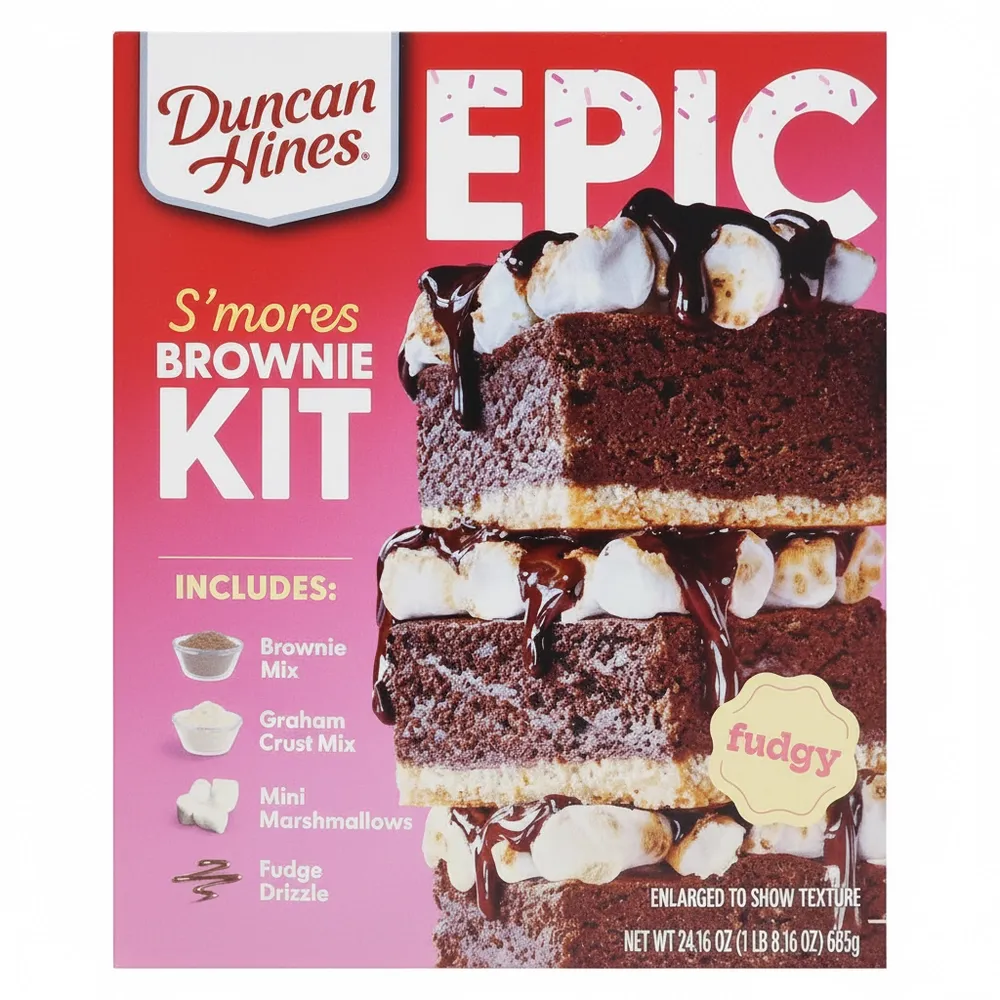 Duncan
Hines®
EPIC
S'mores
BROWNIE
KIT
INCLUDES:
Brownie
Mix
Graham
Crust Mix
Mini
Marshmallows
Fudge
Drizzle
fudgy
ENLARGED TO SHOW TEXTURE
NET WT 24.16 OZ (1 LB 8.16 OZ) 685g